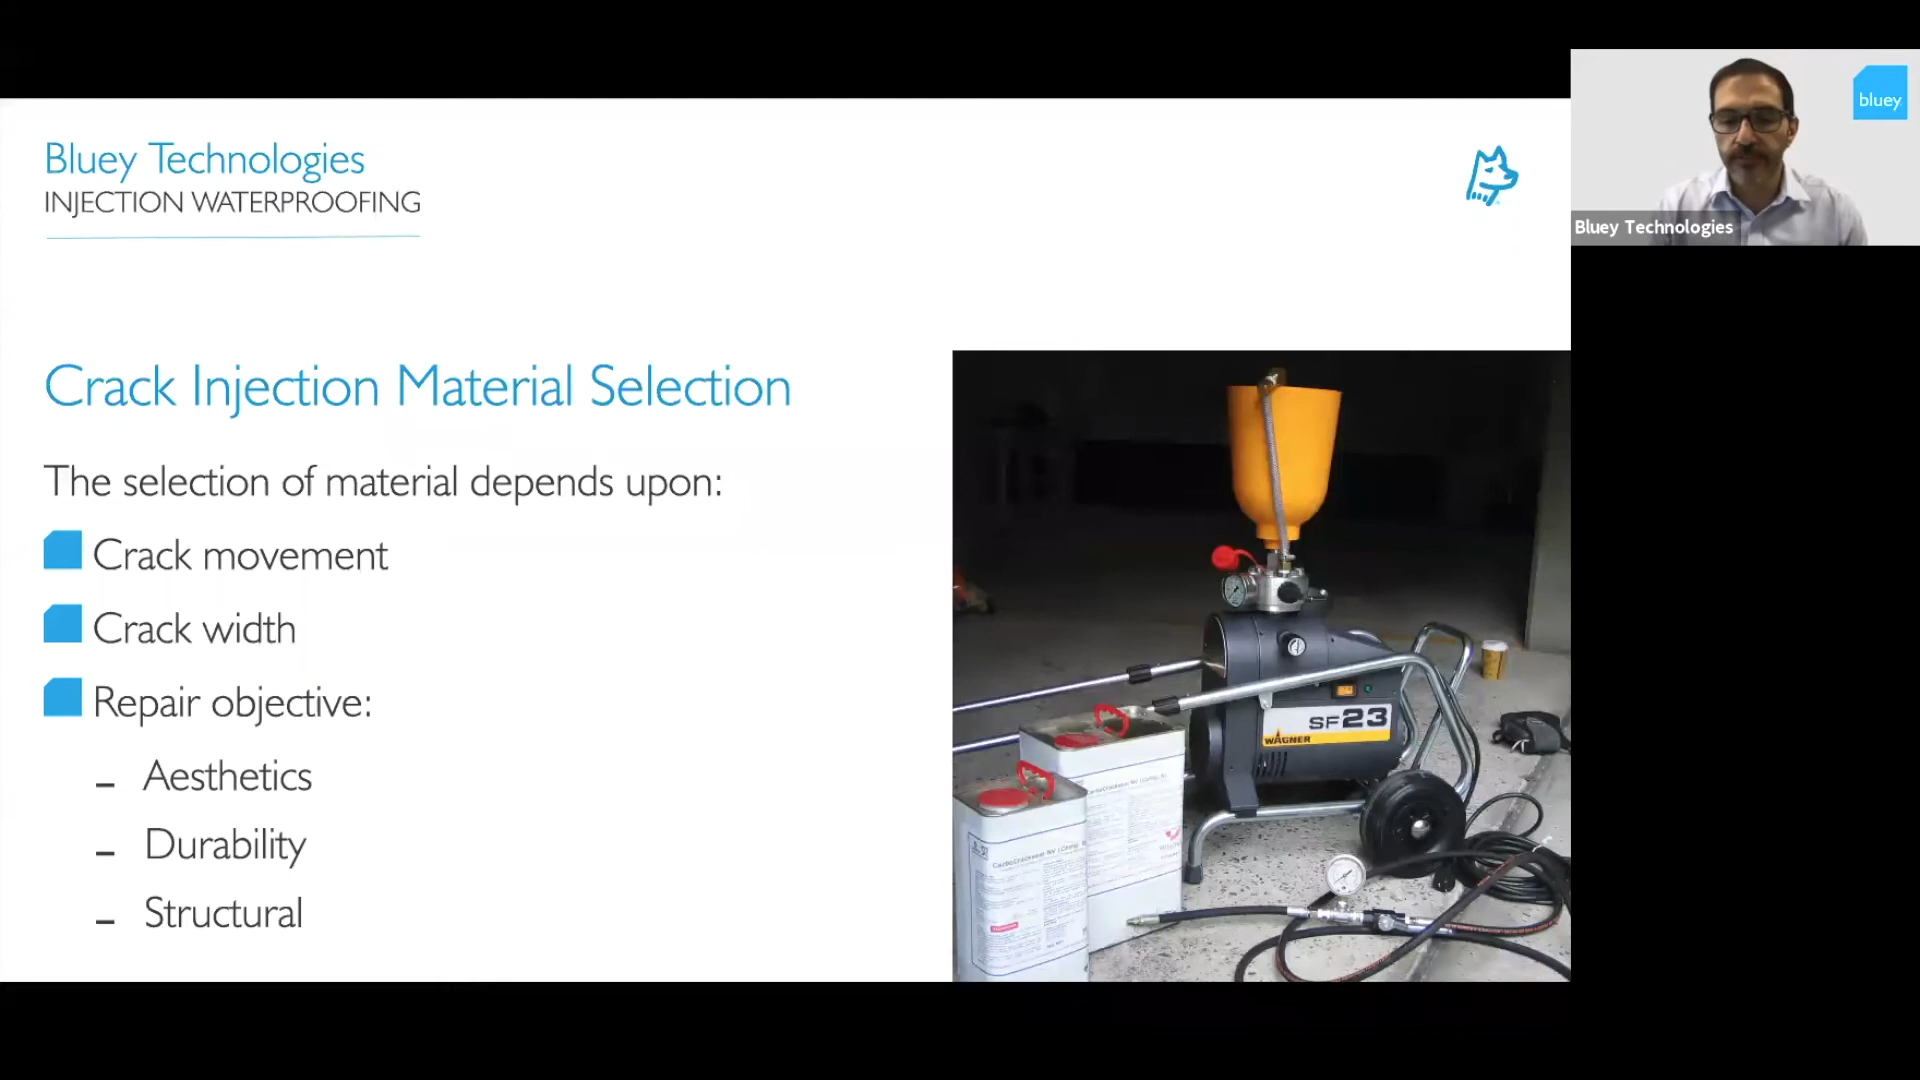 Bluey Technologies
INJECTION WATERPROOFING
bluey
Bluey Technologies
Crack Injection Material Selection
The selection of material depends upon:
Crack movement
Crack width
Repair objective:
– Aesthetics
– Durability
– Structural
SF23
WAGNER